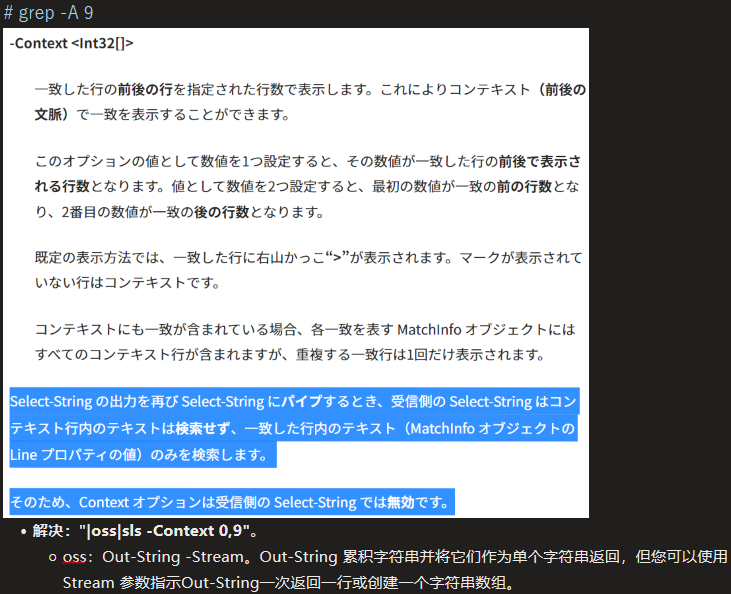 # grep -A 9
-Context <Int32[]>
一致した行の前後の行を指定された行数で表示します。これによりコンテキスト（前後の
文脈）で一致を表示することができます。
このオプションの値として数値を1つ設定すると、その数値が一致した行の前後で表示さ
れる行数となります。値として数値を2つ設定すると、最初の数値が一致の前の行数とな
り、2番目の数値が一致の後の行数となります。
既定の表示方法では、一致した行に右山かっこ“>”が表示されます。マークが表示されて
いない行はコンテキストです。
コンテキストにも一致が含まれている場合、各一致を表す MatchInfo オブジェクトには
すべてのコンテキスト行が含まれますが、重複する一致行は1回だけ表示されます。
Select-String の出力を再び Select-String にパイプするとき、受信側の Select-String はコン
テキスト行内のテキストは検索せず、一致した行内のテキスト（MatchInfo オブジェクトの
Line プロパティの値）のみを検索します。
そのため、Context オプションは受信側の Select-String では無効です。
• 解决："|oss|sls -Context 0,9"。
○ oss：Out-String -Stream。Out-String 累积字符串并将它们作为单个字符串返回，但您可以使用
Stream 参数指示Out-String一次返回一行或创建一个字符串数组。